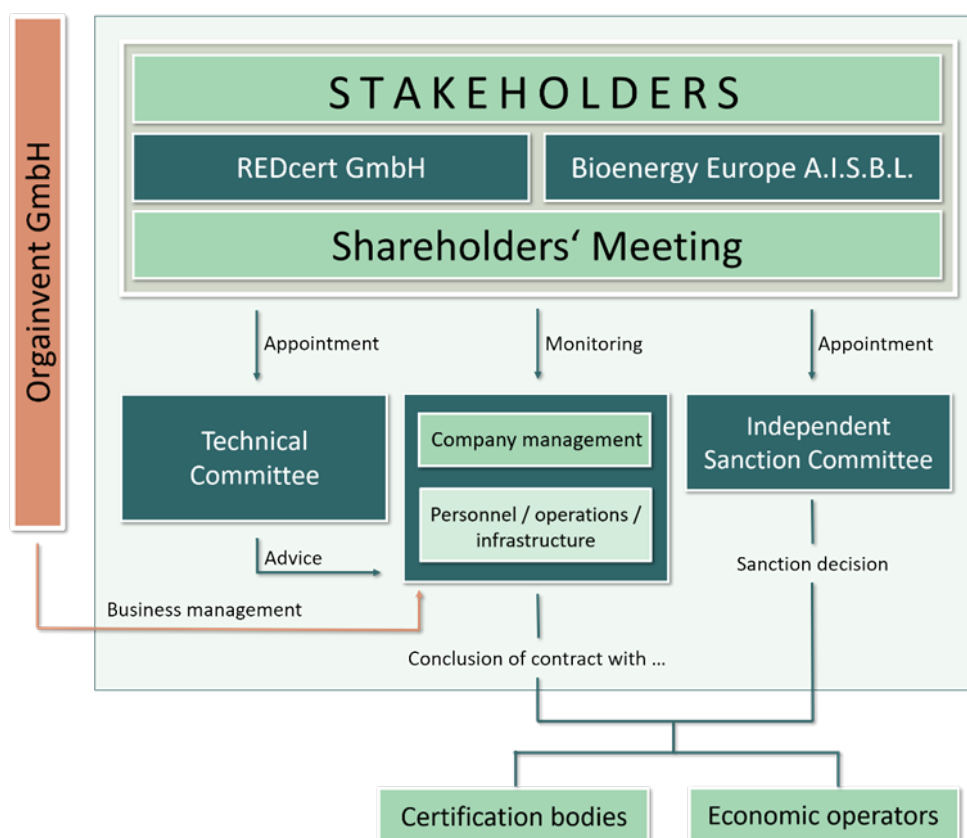 Orgainvent GmbH
STAKEHOLDERS
REDcert GmbH
Bioenergy Europe A.I.S.B.L.
Shareholders‘ Meeting
Appointment
Monitoring
Appointment
Technical
Committee
Company management
Personnel / operations /
infrastructure
Independent
Sanction Committee
Advice
Sanction decision
Business management
Conclusion of contract with ...
Certification bodies
Economic operators